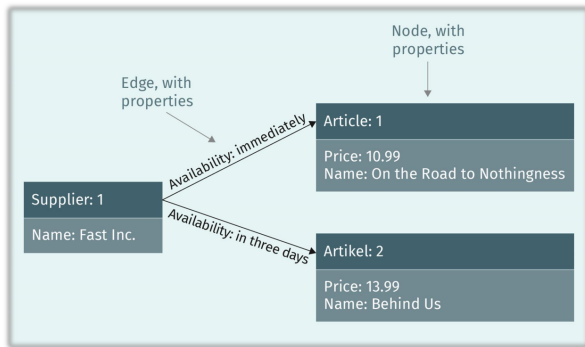 Node, with
properties
Edge, with
properties
Availability: immediately
Article: 1
Price: 10.99
Name: On the Road to Nothingness
Supplier: 1
Name: Fast Inc.
Availability: in three days
Artikel: 2
Price: 13.99
Name: Behind Us